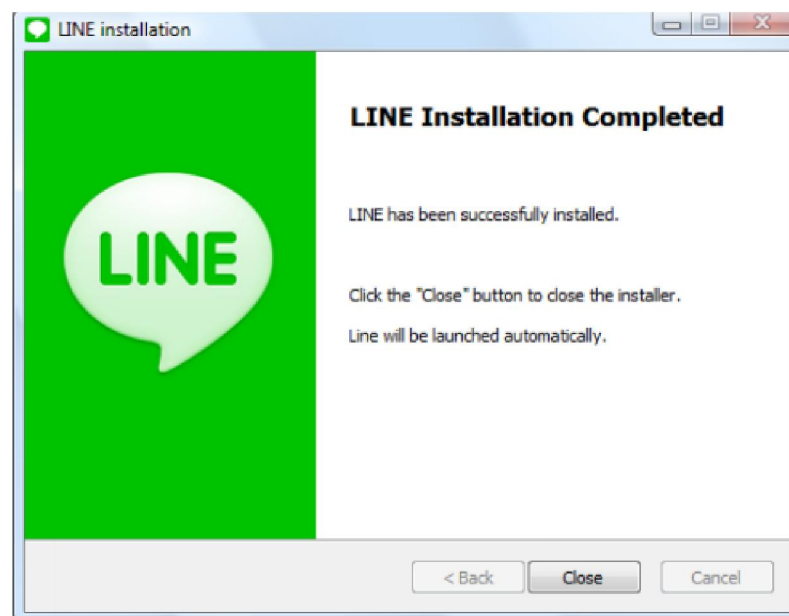 LINE installation
LINE Installation Completed
LINE
LINE has been successfully installed.
Click the "Close" button to close the installer.
Line will be launched automatically.
< Back
Close
Cancel